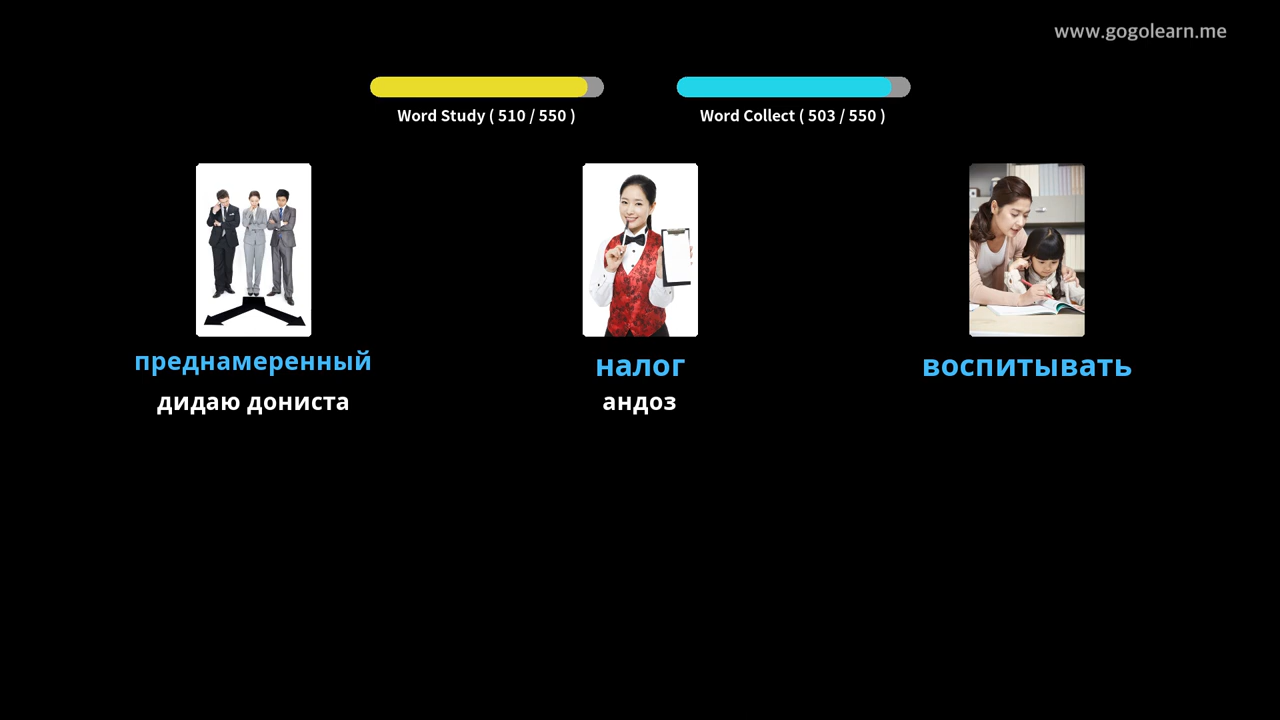 www.gogolearn.me
Word Study ( 510 / 550 )
Word Collect ( 503 / 550 )
преднамеренный
налог
воспитывать
дидаю дониста
андоз